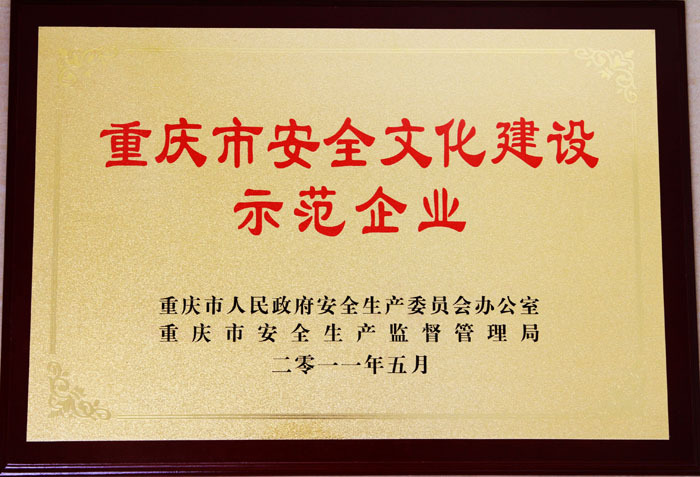 重庆市安全文化建设
示范企业
重庆市人民政府安全生产委员会办公室
重庆市安全生产监督管理局
二零一一年五月